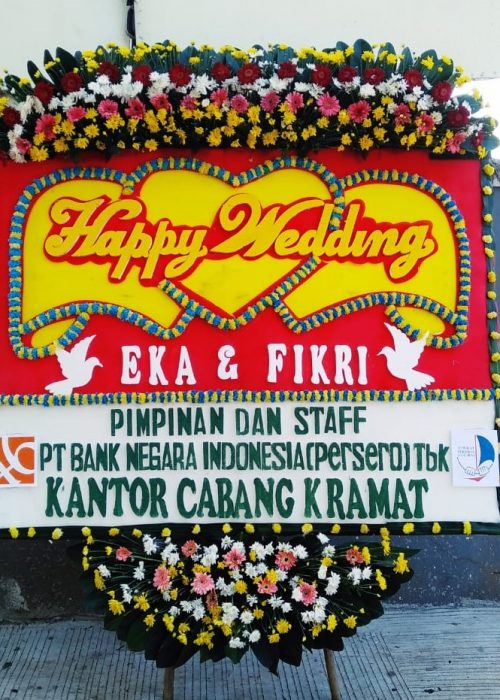 Happy Wedding
EKA & FIKRI
PIMPINAN DAN STAFF
PT BANK NEGARA INDONESIA (Persero) Tbk
KANTOR CABANG KRAMAT